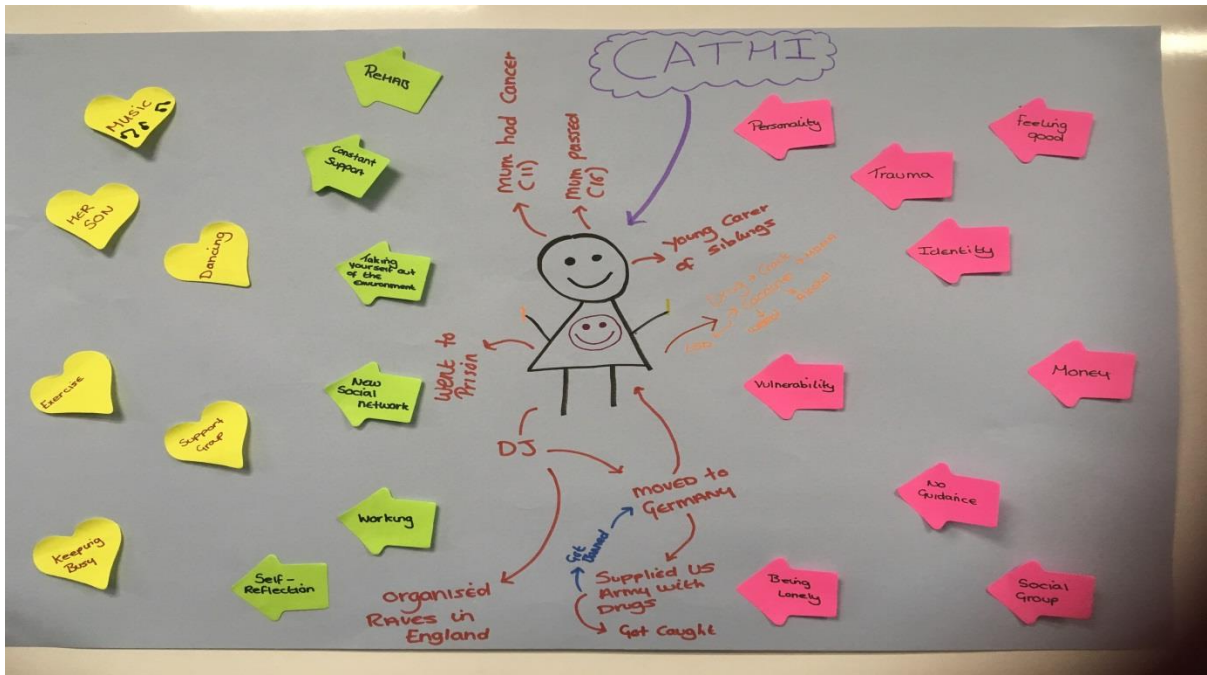 CATHI
Mum had Cancer
(11)
Mum passed
(16)
Young Carer
of siblings
Went to
Prison
DJ
MOVED TO
GERMANY
Supplied US
Army with
Drugs
Got Caught
Organised
Raves in
England
Music
HER
SON
Dancing
Exercise
Support
Group
Keeping
Busy
ReHAB
Constant
Support
Taking
yourself out
of the
environment
New
Social
network
Working
Self-
Reflection
Personality
Feeling
good
Trauma
Identity
Vulnerability
Money
No
Guidance
Being
Lonely
Social
Group